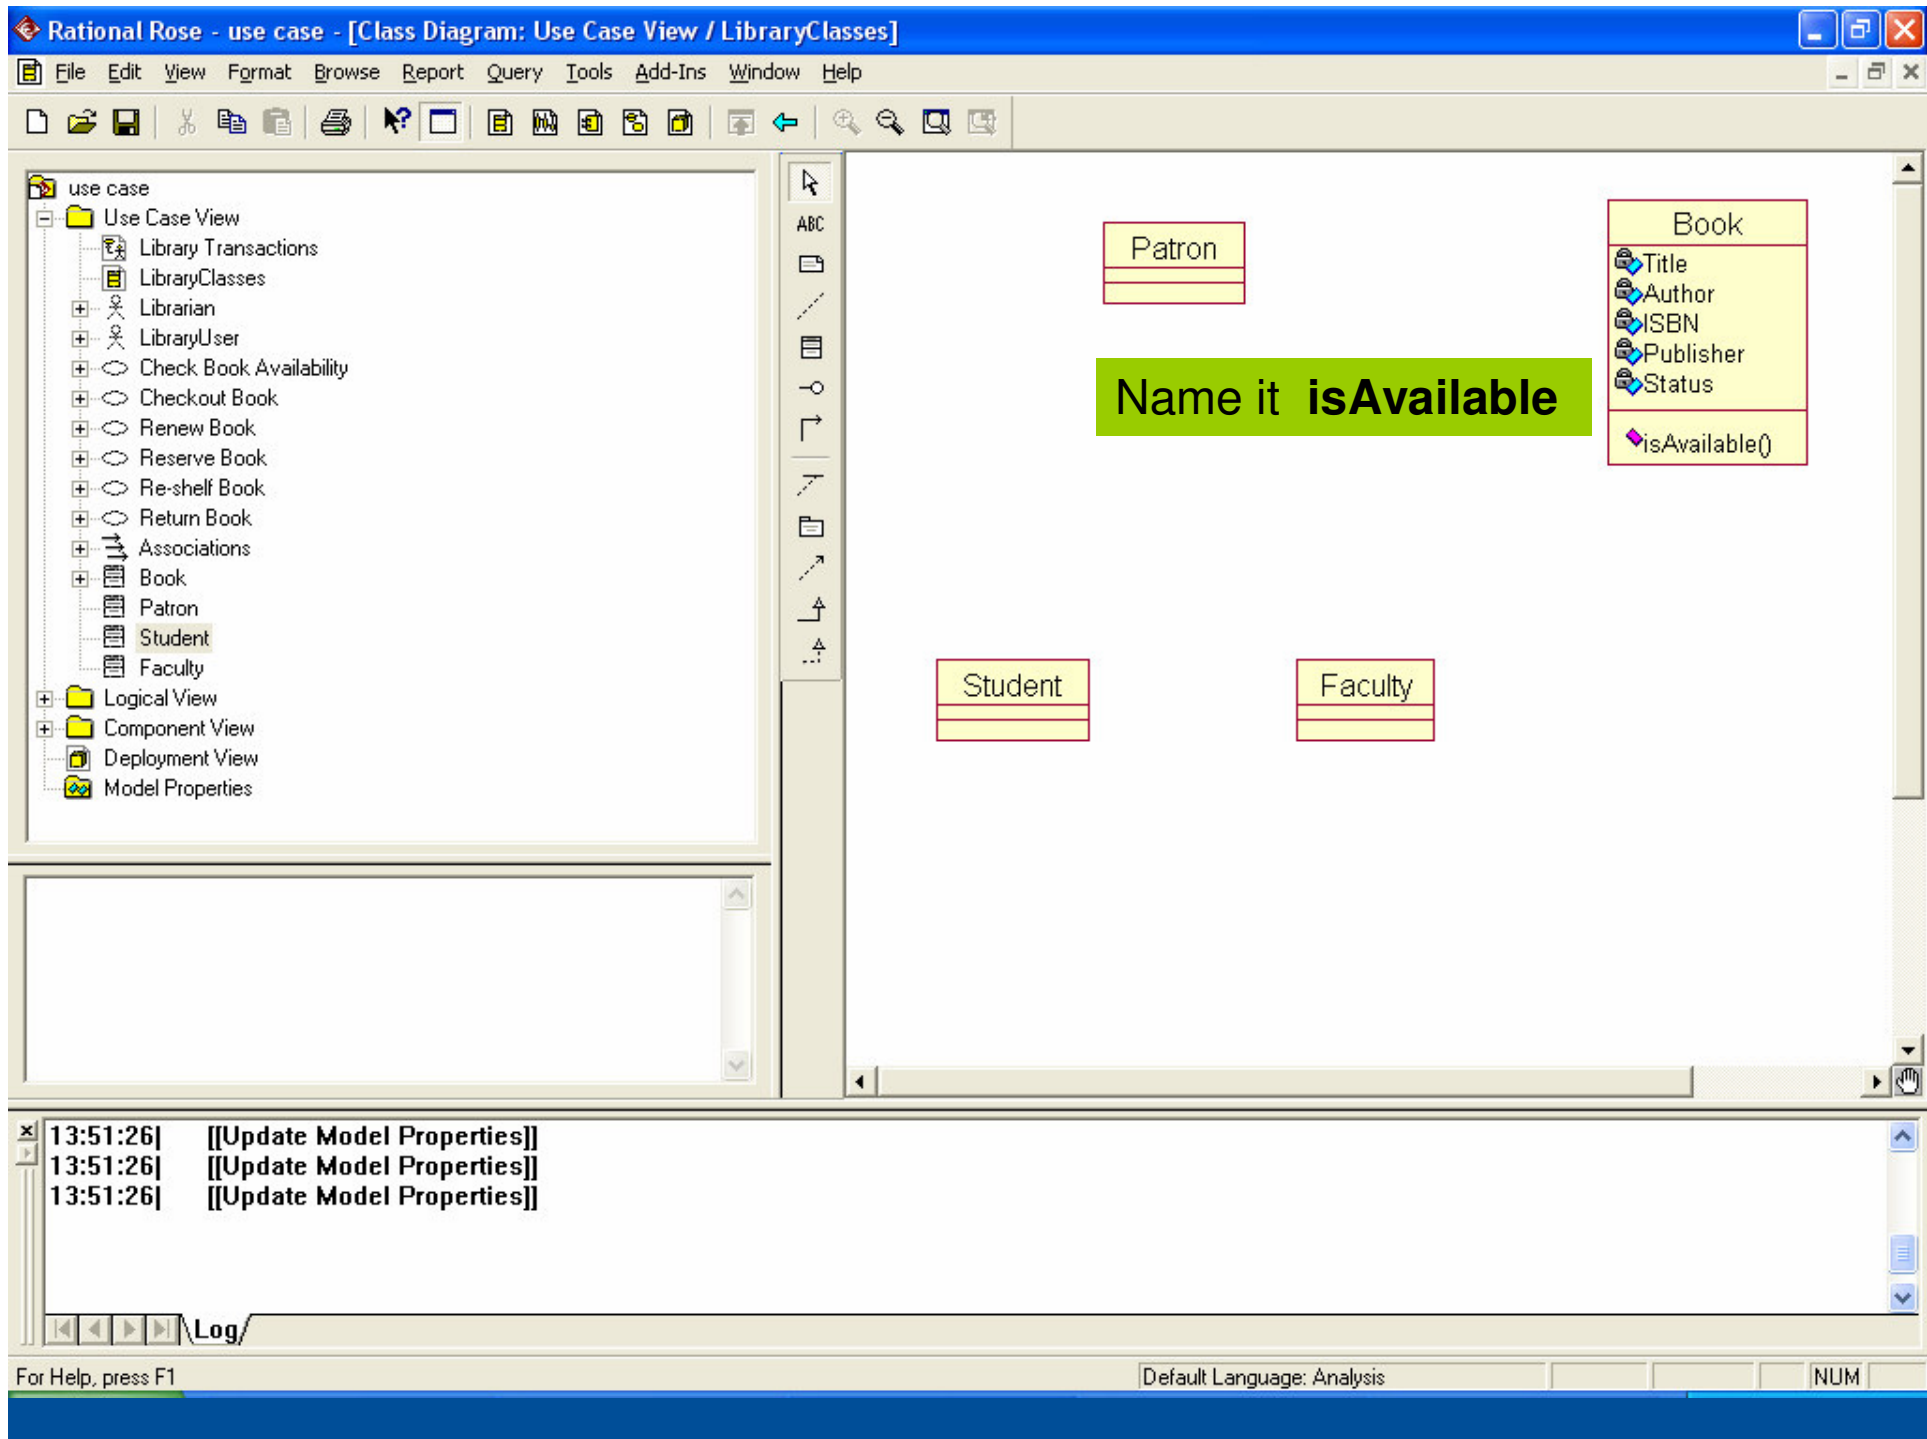 Rational Rose - use case - [Class Diagram: Use Case View / LibraryClasses]
File Edit View Format Browse Report Query Tools Add-Ins Window Help
use case
Use Case View
Library Transactions
LibraryClasses
Librarian
LibraryUser
Check Book Availability
Checkout Book
Renew Book
Reserve Book
Re-shelf Book
Return Book
Associations
Book
Patron
Student
Faculty
Logical View
Component View
Deployment View
Model Properties
ABC
Patron
Book
Title
Author
ISBN
Publisher
Status
isAvailable()
Name it isAvailable
Student
Faculty
13:51:26| [[Update Model Properties]]
13:51:26| [[Update Model Properties]]
13:51:26| [[Update Model Properties]]
Log
For Help, press F1
Default Language: Analysis
NUM